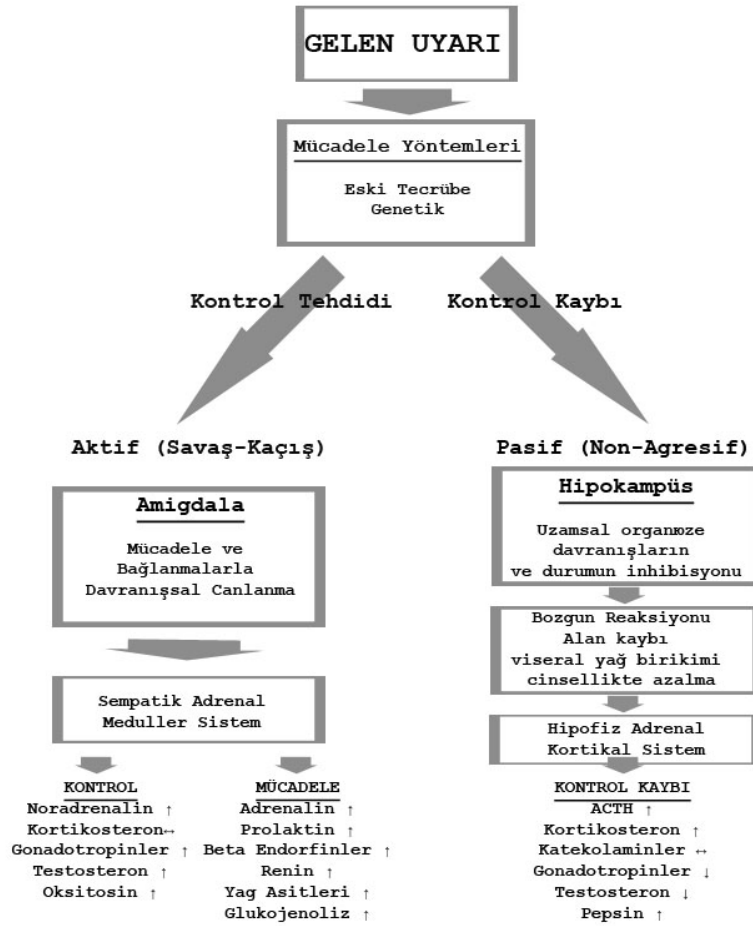 GELEN UYARI
Mücadele Yöntemleri
Eski Tecrübe
Genetik
Kontrol Tehdidi
Kontrol Kaybı
Aktif (Savaş-Kaçış)
Amigdala
Mücadele ve
Bağlanmalarla
Davranışsal Canlanma
Sempatik Adrenal
Meduller Sistem
KONTROL
Noradrenalin ↑
Kortikosteron↔
Gonadotropinler ↑
Testosteron ↑
Oksitosin ↑
MÜCADELE
Adrenalin ↑
Prolaktin ↑
Beta Endorfinler ↑
Renin ↑
Yag Asitleri ↑
Glukojenoliz ↑
Pasif (Non-Agresif)
Hipokampüs
Uzamsal organıoze
davranışların
ve durumun inhibisyonu
Bozgun Reaksiyonu
Alan kaybı
viseral yağ birikimi
cinsellikte azalma
Hipofiz Adrenal
Kortikal Sistem
KONTROL KAYBI
ACTH ↑
Kortikosteron ↑
Katekolaminler ↔
Gonadotropinler ↓
Testosteron ↓
Pepsin ↑